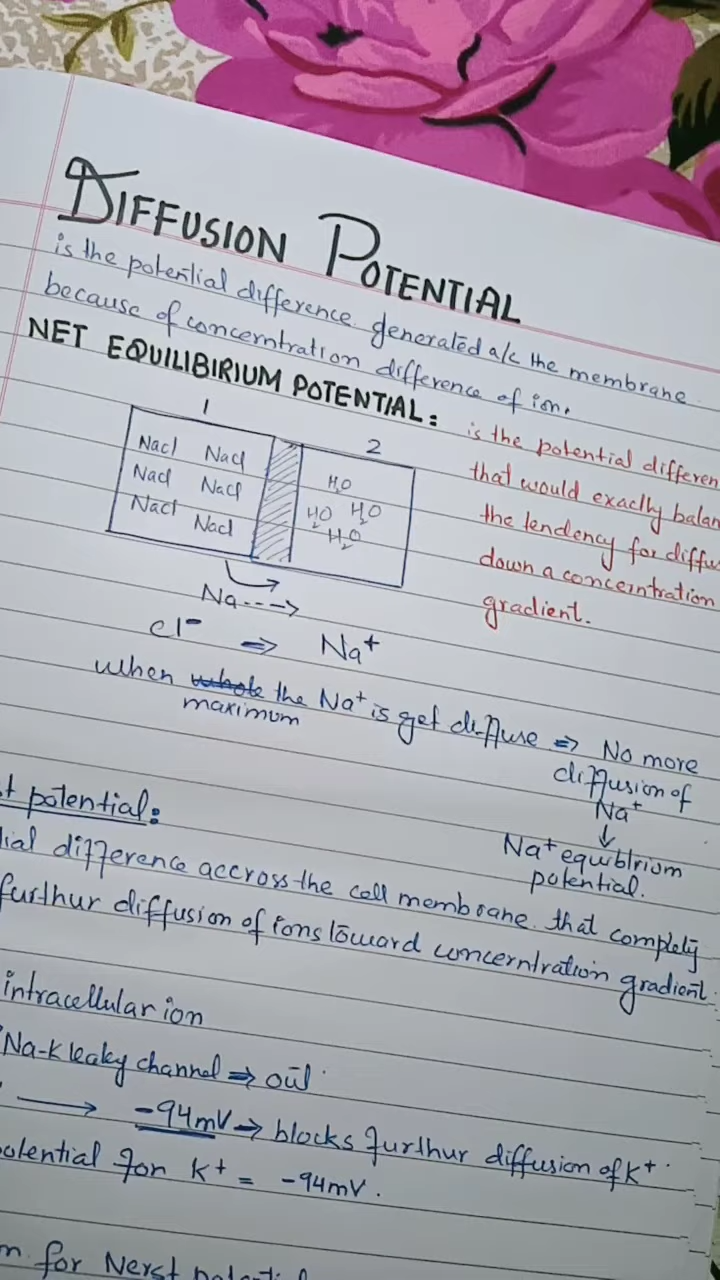 DIFFUSION POTENTIAL
is the potential difference generated a/c the membrane
because of concerntration difference of ion.
NET EQUILIBIRIUM POTENTIAL:
is the potential differen
that would exactly balan
the tendency for diffu
down a concerntration
gradient.
1
2
Nacl Nacl
Nacl Nacl
Nacl Nacl
H2O
H2O H2O
H2O
Na --->
Cl- ⇒ Na+
when the Na+ is get diffuse ⇒ No more
maximum
diffusion of
Na+
↓
Na+ equiblrium
potential.
t potential:
ial difference accross the cell membrane that complety
furthur diffusion of ions toward concerntration gradient.
intracellular ion
Na-K leaky channel ⇒ out
→ -94mV → blocks furthur diffusion of K+.
otential for K+ = -94mV.
for Nerst potential